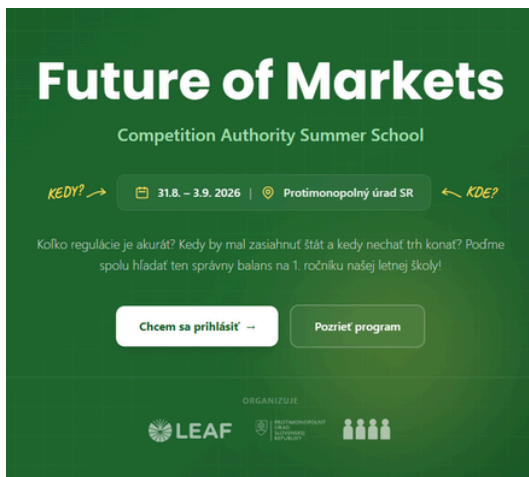 Future of Markets
Competition Authority Summer School
KEDY?
31.8. – 3.9. 2026 | Protimonopolný úrad SR
KDE?
Koľko regulácie je akurát? Kedy by mal zasiahnuť štát a kedy nechať trh konať? Poďme
spolu hľadať ten správny balans na 1. ročníku našej letnej školy!
Chcem sa prihlásiť →
Pozrieť program
ORGANIZUJE
LEAF
PROTIMONOPOLNÝ
ÚRAD
SLOVENSKEJ
REPUBLIKY